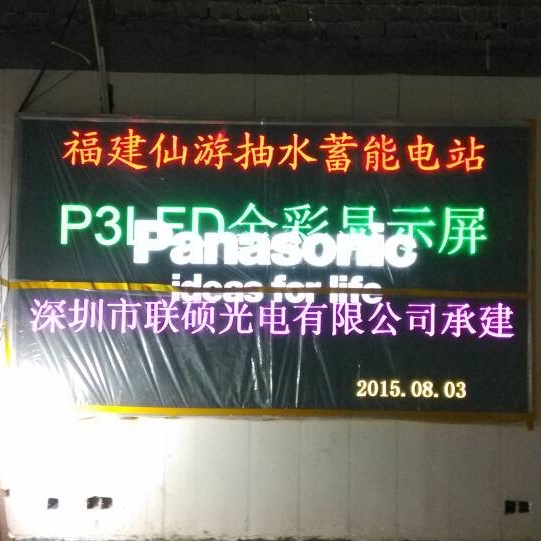 福建仙游抽水蓄能电站
P3LED全彩显示屏
Panasonic
ideas for life
深圳市联硕光电有限公司承建
2015.08.03